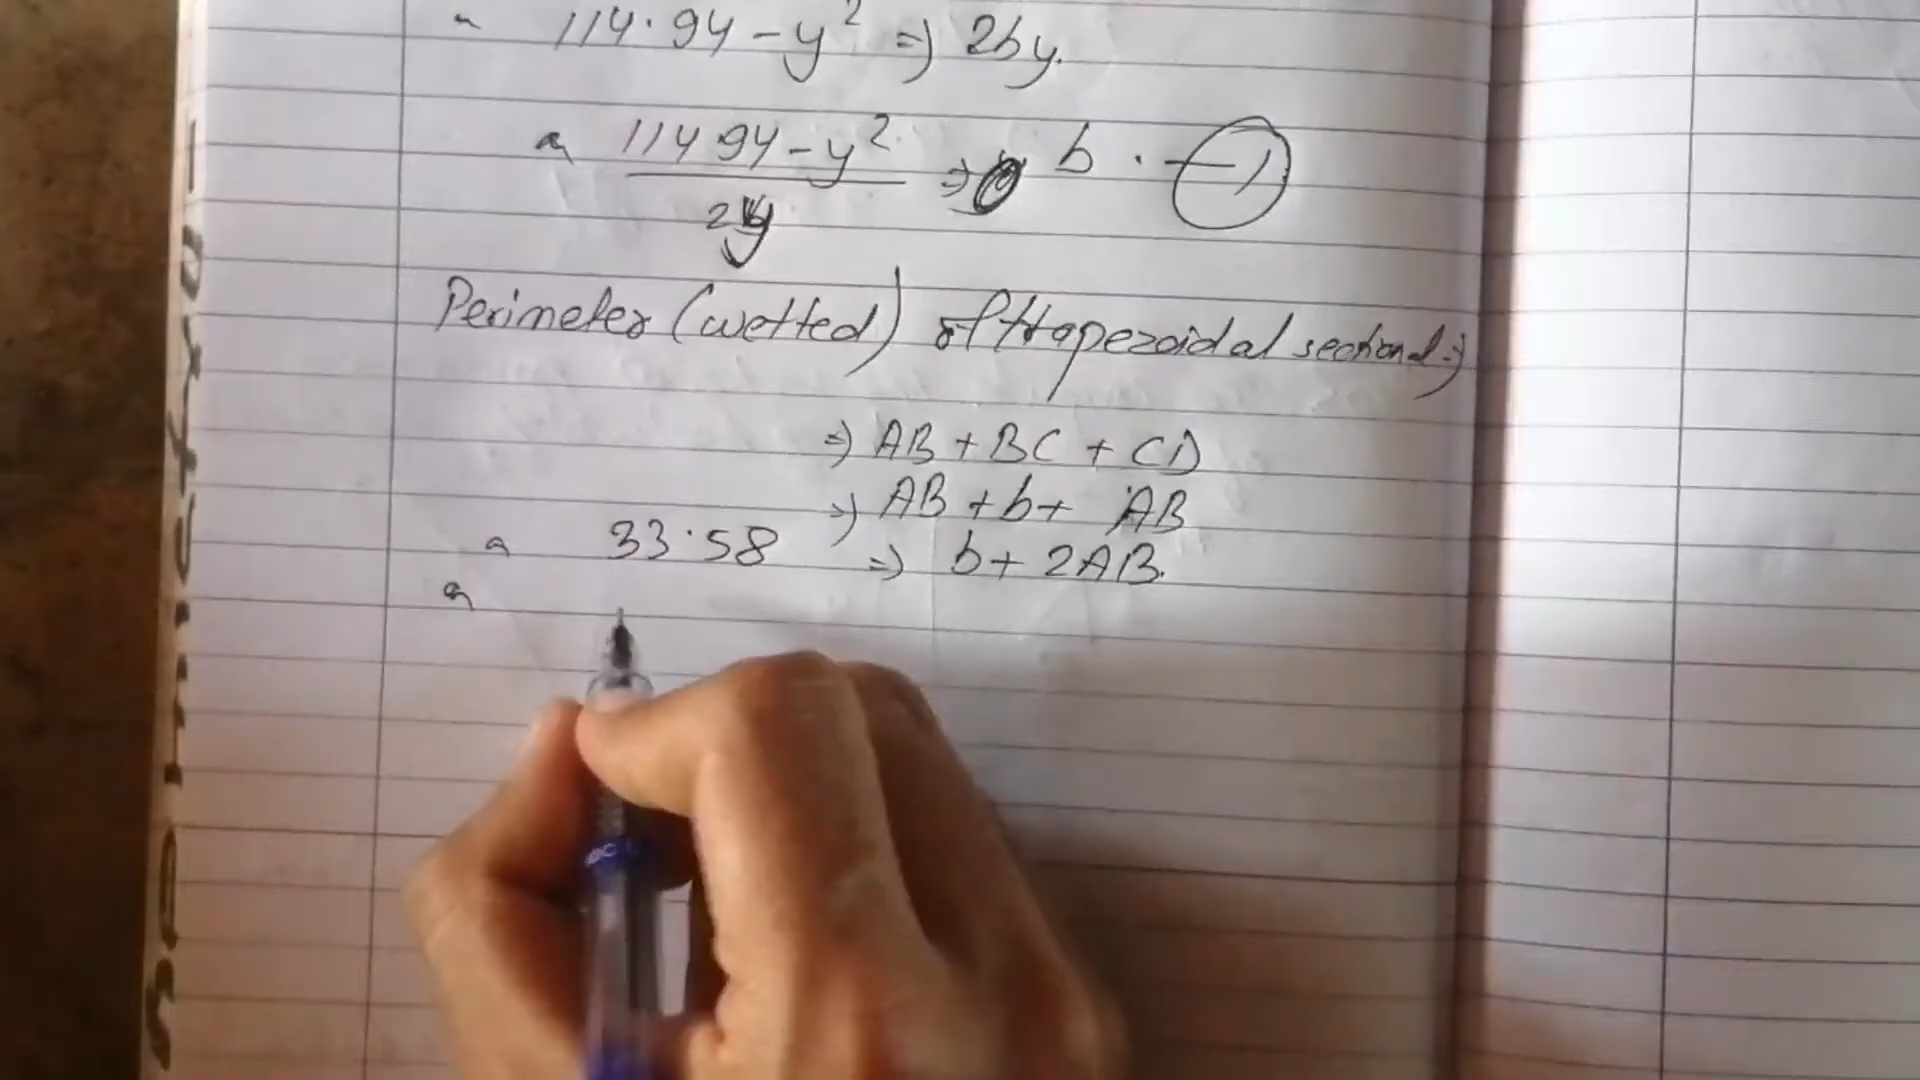 114.94 - y² => 2by.
114 94 - y² / 2y => b . - 1
Perimeter (wetted) of trapezoidal sectional =>
=> AB + BC + CD
=> AB + b + AB
33.58 => b + 2AB.